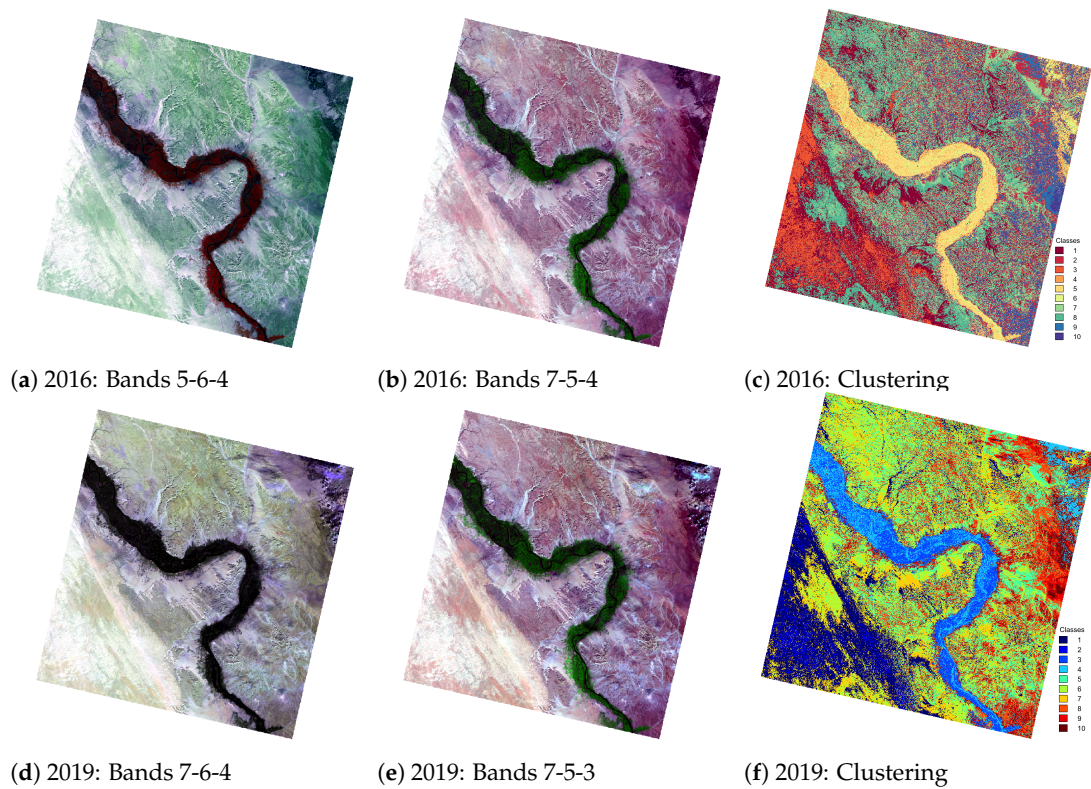 Classes
1
2
3
4
5
6
7
8
9
10
(a) 2016: Bands 5-6-4
(b) 2016: Bands 7-5-4
(c) 2016: Clustering
Classes
1
2
3
4
5
6
7
8
9
10
(d) 2019: Bands 7-6-4
(e) 2019: Bands 7-5-3
(f) 2019: Clustering